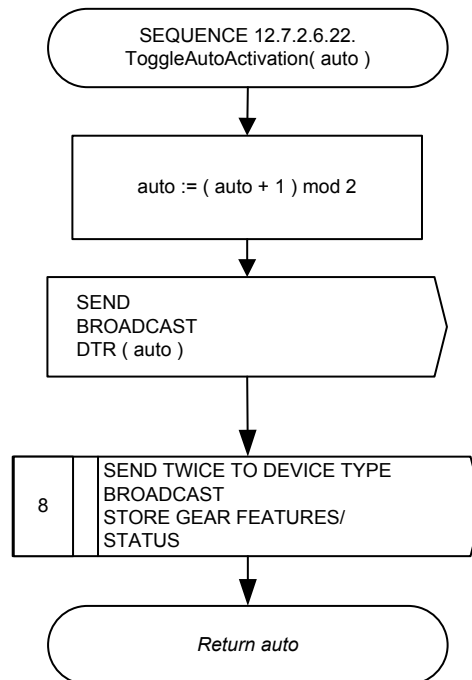 SEQUENCE 12.7.2.6.22.
ToggleAutoActivation( auto )
auto := ( auto + 1 ) mod 2
SEND
BROADCAST
DTR ( auto )
8
SEND TWICE TO DEVICE TYPE
BROADCAST
STORE GEAR FEATURES/
STATUS
Return auto